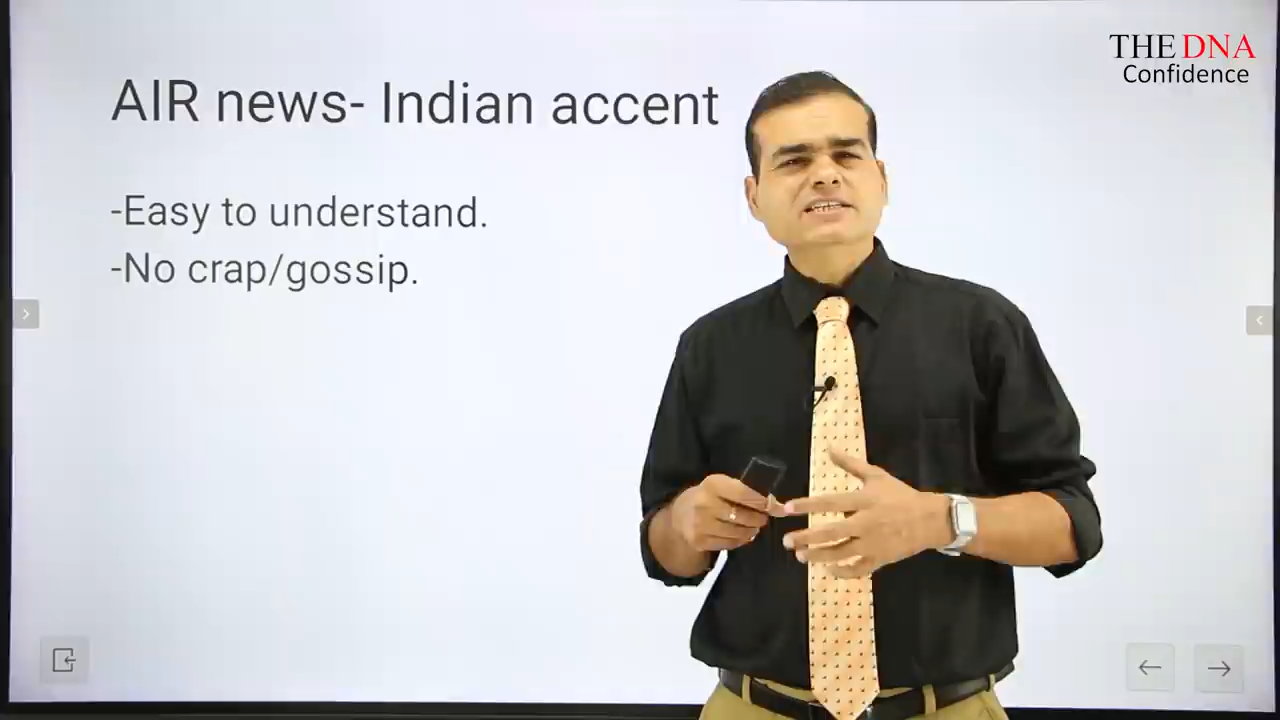 THE DNA
Confidence
AIR news- Indian accent
-Easy to understand.
-No crap/gossip.